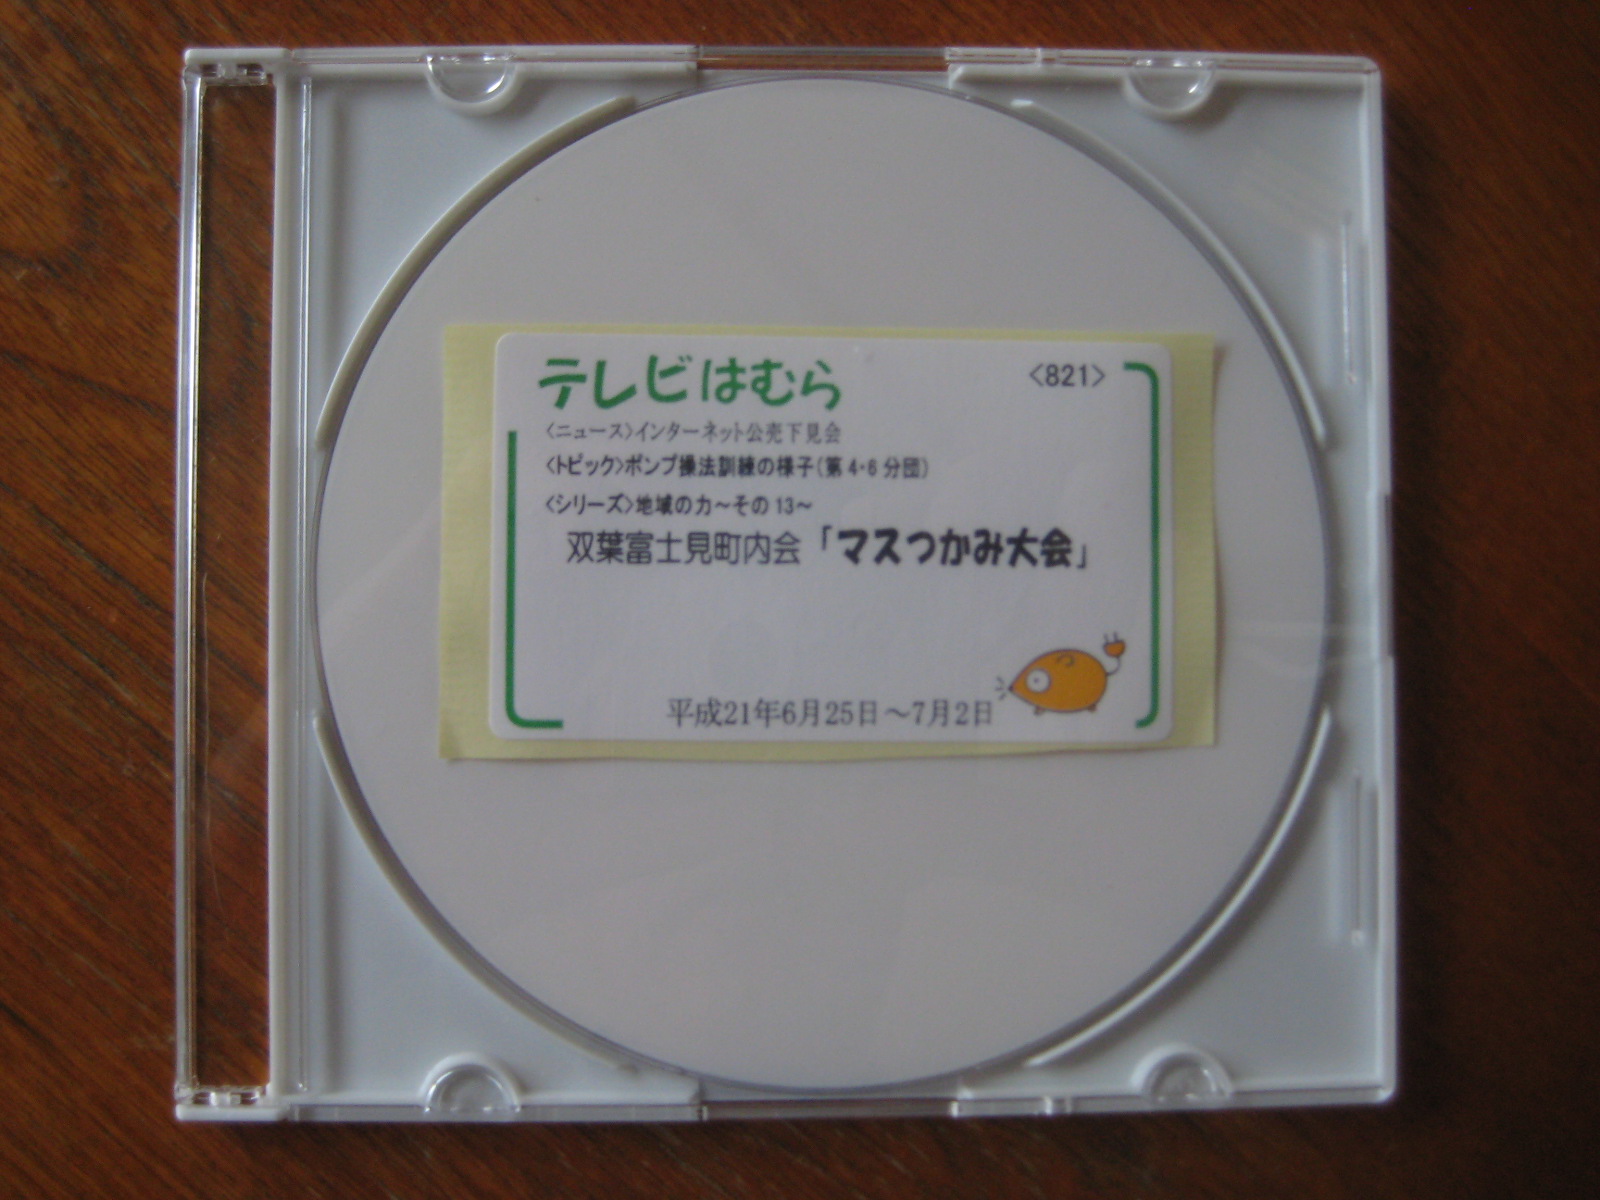 テレビはむら <821>
<ニュース>インターネット公売下見会
<トピック>ポンプ操法訓練の様子(第4・6分団)
<シリーズ>地域の力～その13～
双葉富士見町内会「マスつかみ大会」
平成21年6月25日～7月2日